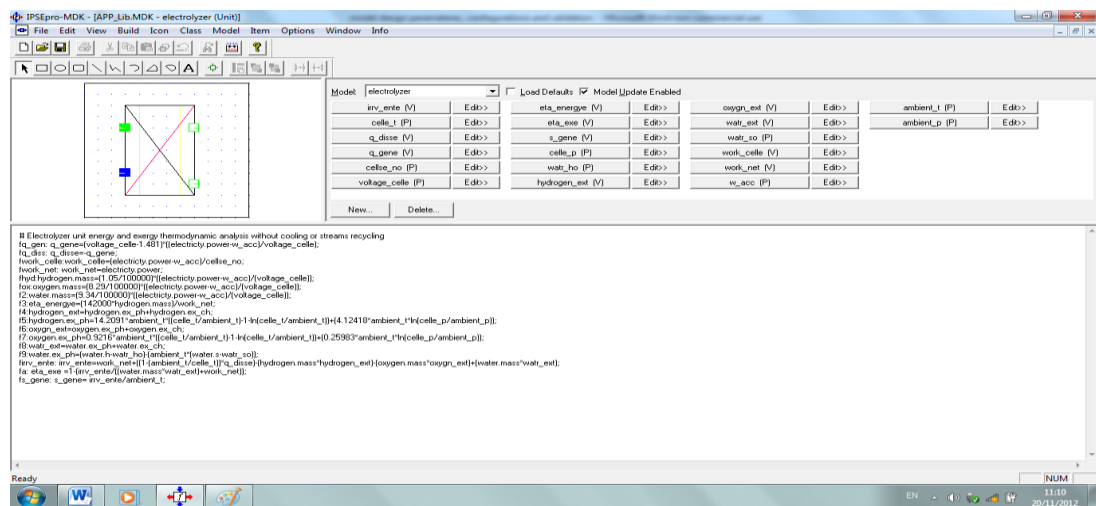 IPSEpro-MDK - [APP_Lib.MDK - electrolyzer (Unit)]
File Edit View Build Icon Class Model Item Options Window Info
Model: electrolyzer Load Defaults Model Update Enabled
irrv_ente (V) Edit>> eta_energye (V) Edit>> oxygn_ext (V) Edit>> ambient_t (P) Edit>>
celle_t (P) Edit>> eta_exe (V) Edit>> watr_ext (V) Edit>> ambient_p (P) Edit>>
q_disse (V) Edit>> s_gene (V) Edit>> watr_so (P) Edit>>
q_gene (V) Edit>> celle_p (P) Edit>> work_celle (V) Edit>>
cellse_no (P) Edit>> watr_ho (P) Edit>> work_net (V) Edit>>
voltage_celle (P) Edit>> hydrogen_ext (V) Edit>> w_acc (P) Edit>>
New... Delete...
# Electrolyzer unit energy and exergy thermodynamic analysis without cooling or streams recycling
fq_gen: q_gene=(voltage_celle-1.481)*((electricty.power-w_acc)/voltage_celle);
fq_diss: q_disse=-q_gene;
fwork_celle:work_celle=(electricty.power-w_acc)/cellse_no;
fwork_net: work_net=electricty.power;
fhyd:hydrogen.mass=(1.05/100000)*((electricty.power-w_acc)/(voltage_celle));
fox:oxygen.mass=(8.29/100000)*((electricty.power-w_acc)/(voltage_celle));
f2:water.mass=(9.34/100000)*((electricty.power-w_acc)/(voltage_celle));
f3:eta_energye=(142000*hydrogen.mass)/work_net;
f4:hydrogen_ext=hydrogen.ex_ph+hydrogen.ex_ch;
f5:hydrogen.ex_ph=14.2091*ambient_t*((celle_t/ambient_t)-1-ln(celle_t/ambient_t))+(4.12418*ambient_t*ln(celle_p/ambient_p));
f6:oxygn_ext=oxygen.ex_ph+oxygen.ex_ch;
f7:oxygen.ex_ph=0.9216*ambient_t*((celle_t/ambient_t)-1-ln(celle_t/ambient_t))+(0.25983*ambient_t*ln(celle_p/ambient_p));
f8:watr_ext=water.ex_ph+water.ex_ch;
f9:water.ex_ph=(water.h-watr_ho)-(ambient_t*(water.s-watr_so));
firrv_ente: irrv_ente=work_net+((1-(ambient_t/celle_t))*q_disse)-(hydrogen.mass*hydrogen_ext)-(oxygen.mass*oxygn_ext)+(water.mass*watr_ext);
fa: eta_exe =1-(irrv_ente/((water.mass*watr_ext)+work_net));
fs_gene: s_gene= irrv_ente/ambient_t;
Ready NUM
EN 11:10
20/11/2012